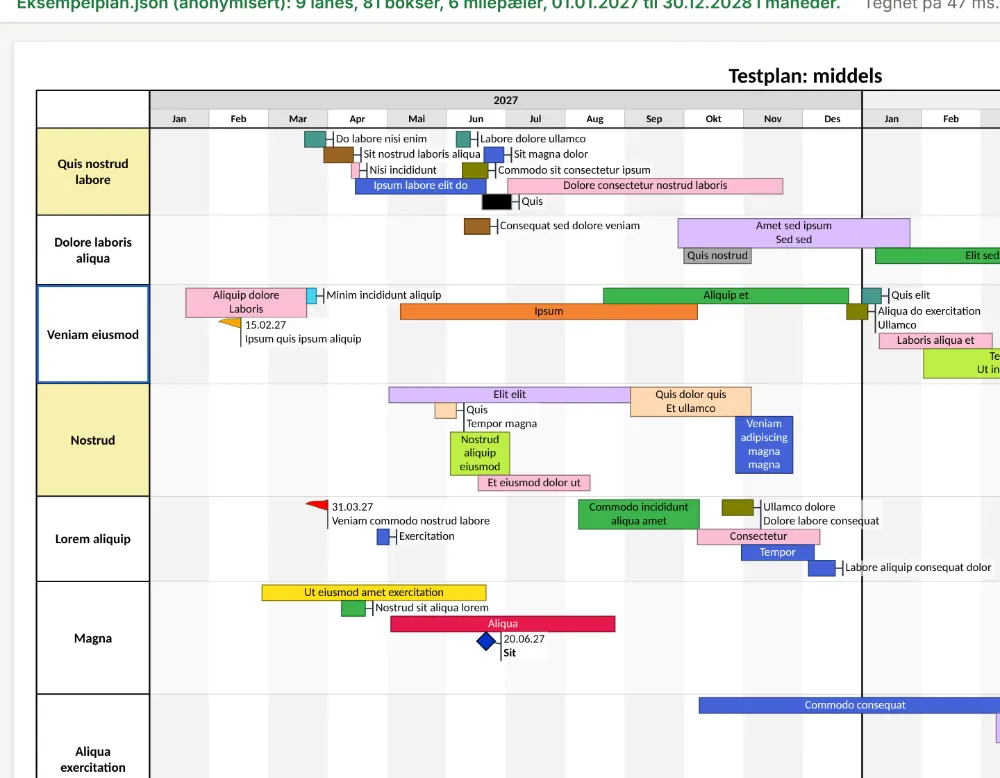 Eksempelplan.json (anonymisert): 9 lanes, 81 bokser, 6 milepæler, 01.01.2027 til 30.12.2028 i måneder. Tegnet på 47 ms.
Testplan: middels
2027
Jan Feb Mar Apr Mai Jun Jul Aug Sep Okt Nov Des Jan Feb
Quis nostrud
labore
Do labore nisi enim
Labore dolore ullamco
Sit nostrud laboris aliqua
Sit magna dolor
Nisi incididunt
Commodo sit consectetur ipsum
Ipsum labore elit do
Dolore consectetur nostrud laboris
Quis
Dolore laboris
aliqua
Consequat sed dolore veniam
Amet sed ipsum
Sed sed
Quis nostrud
Elit sed
Veniam eiusmod
Aliquip dolore
Laboris
Minim incididunt aliquip
Aliquip et
Quis elit
Ipsum
Aliqua do exercitation
Ullamco
15.02.27
Ipsum quis ipsum aliquip
Laboris aliqua et
Te
Ut in
Nostrud
Elit elit
Quis dolor quis
Et ullamco
Quis
Tempor magna
Veniam
adipiscing
magna
magna
Nostrud
aliquip
eiusmod
Et eiusmod dolor ut
Lorem aliquip
31.03.27
Veniam commodo nostrud labore
Commodo incididunt
aliqua amet
Ullamco dolore
Dolore labore consequat
Exercitation
Consectetur
Tempor
Labore aliquip consequat dolor
Magna
Ut eiusmod amet exercitation
Nostrud sit aliqua lorem
Aliqua
20.06.27
Sit
Aliqua
exercitation
Commodo consequat